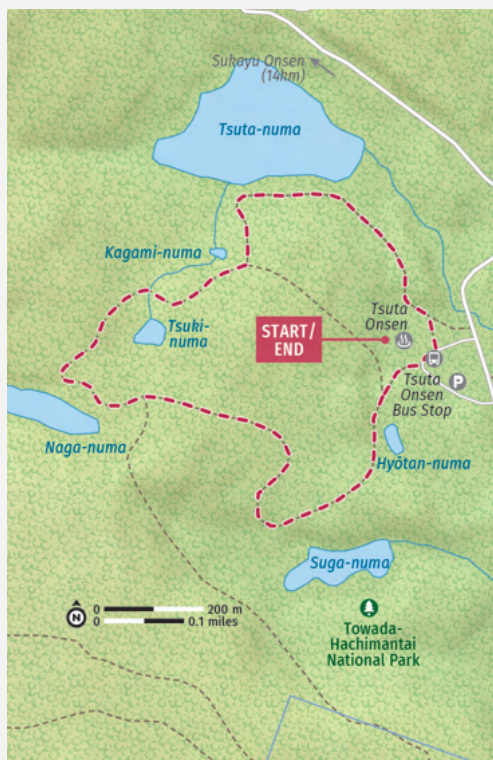 Sukayu Onsen
(14km)
Tsuta-numa
Kagami-numa
Tsuki-
numa
START/
END
Tsuta
Onsen
Tsuta
Onsen
Bus Stop
P
Naga-numa
Hyōtan-numa
Suga-numa
N
0 200 m
0 0.1 miles
Towada-
Hachimantai
National Park